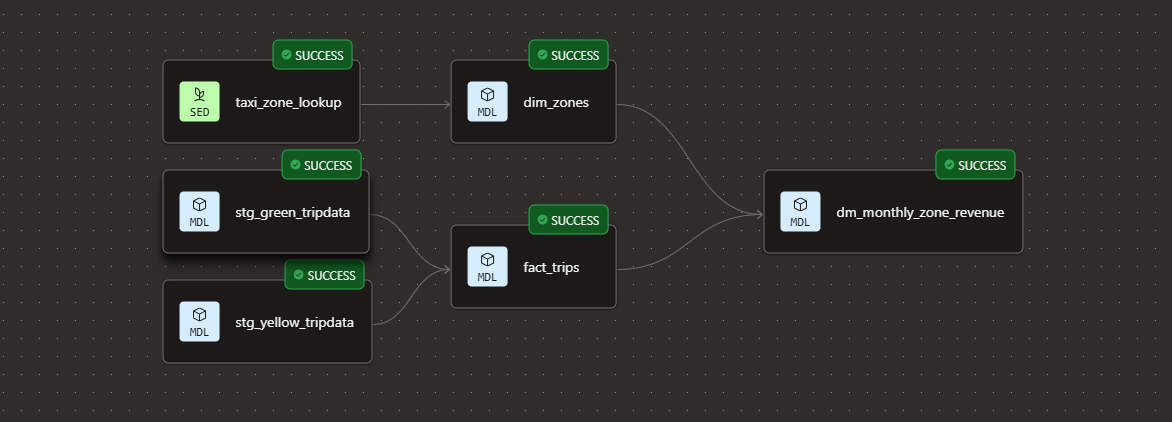 SUCCESS
SED
taxi_zone_lookup
SUCCESS
MDL
dim_zones
SUCCESS
MDL
stg_green_tripdata
SUCCESS
MDL
dm_monthly_zone_revenue
SUCCESS
MDL
fact_trips
SUCCESS
MDL
stg_yellow_tripdata